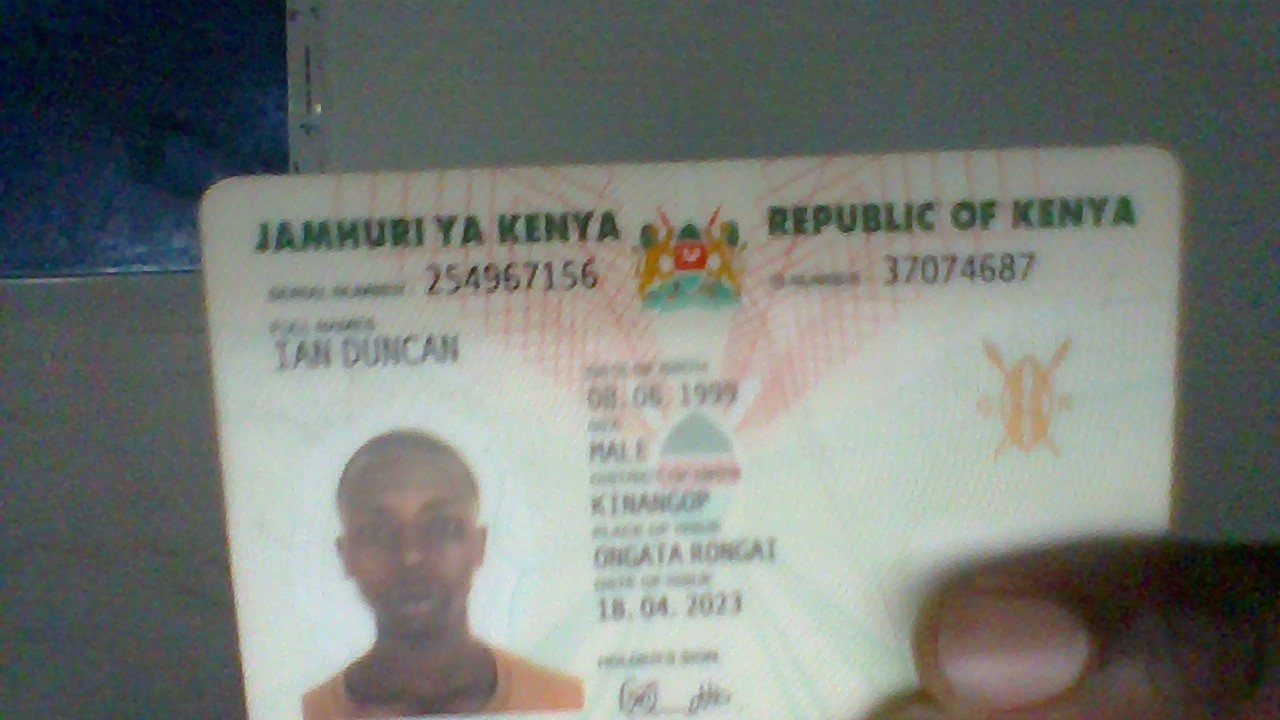 JAMHURI YA KENYA REPUBLIC OF KENYA
SERIAL NUMBER: 254967156 ID NUMBER: 37074687
FULL NAMES
IAN DUNCAN
DATE OF BIRTH
08. 06. 1999
SEX
MALE
DISTRICT OF BIRTH
KINANGOP
PLACE OF ISSUE
ONGATA RONGAI
DATE OF ISSUE
18. 04. 2023
HOLDER'S SIGN.